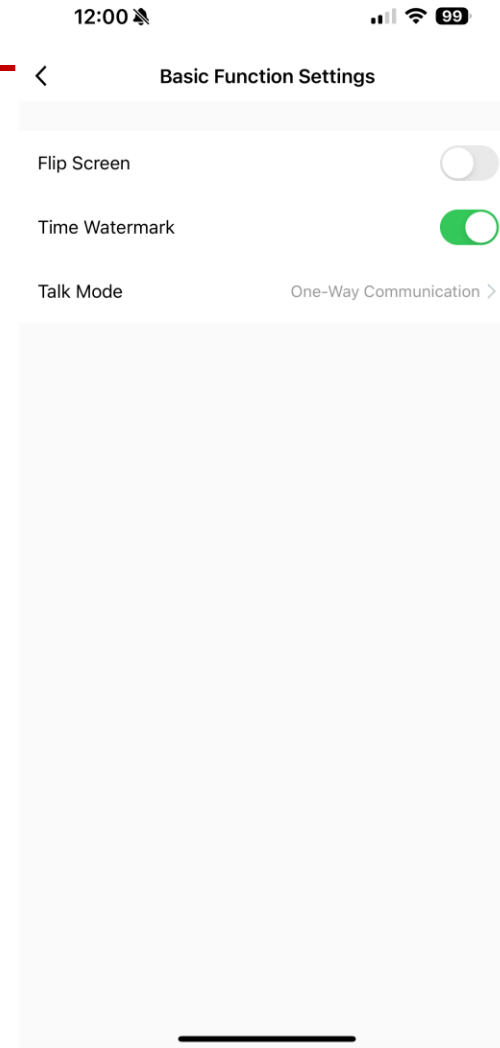 12:00
99
Basic Function Settings
Flip Screen
Time Watermark
Talk Mode One-Way Communication